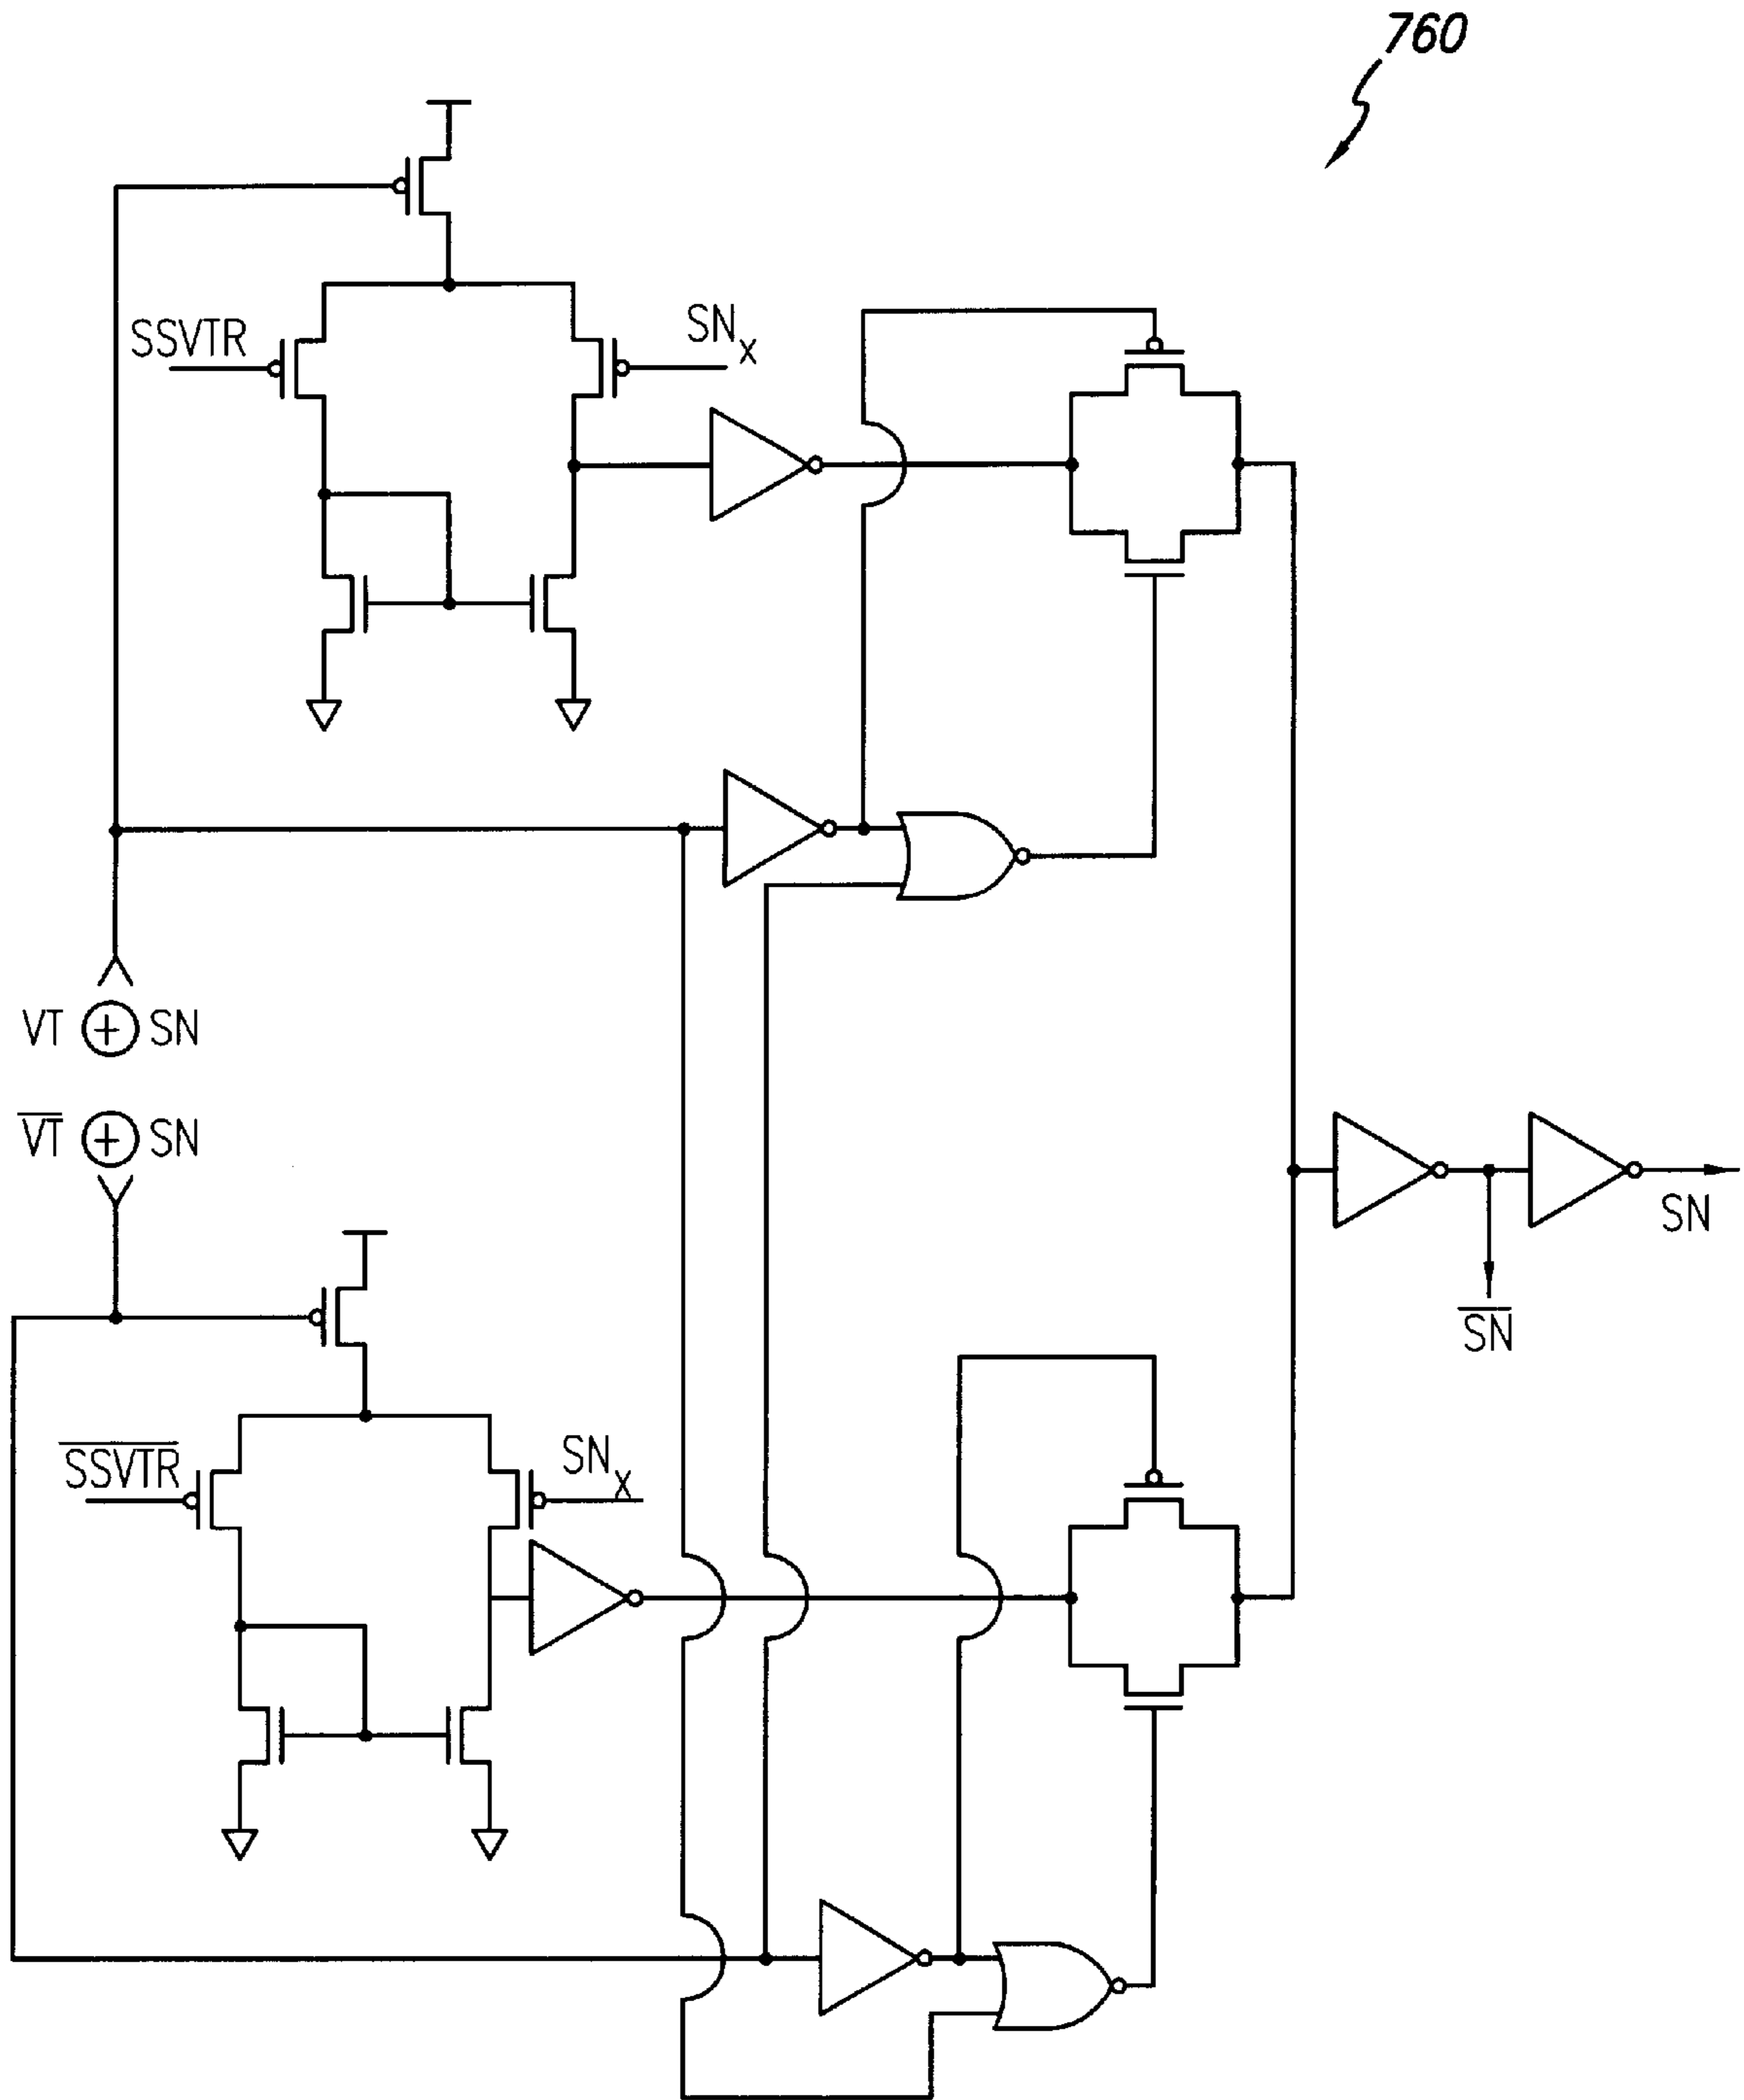 760
SSVTR
SNx
VT ⊕ SN
V̅T̅ ⊕ SN
SN
S̅N̅
S̅S̅V̅T̅R̅
SNx